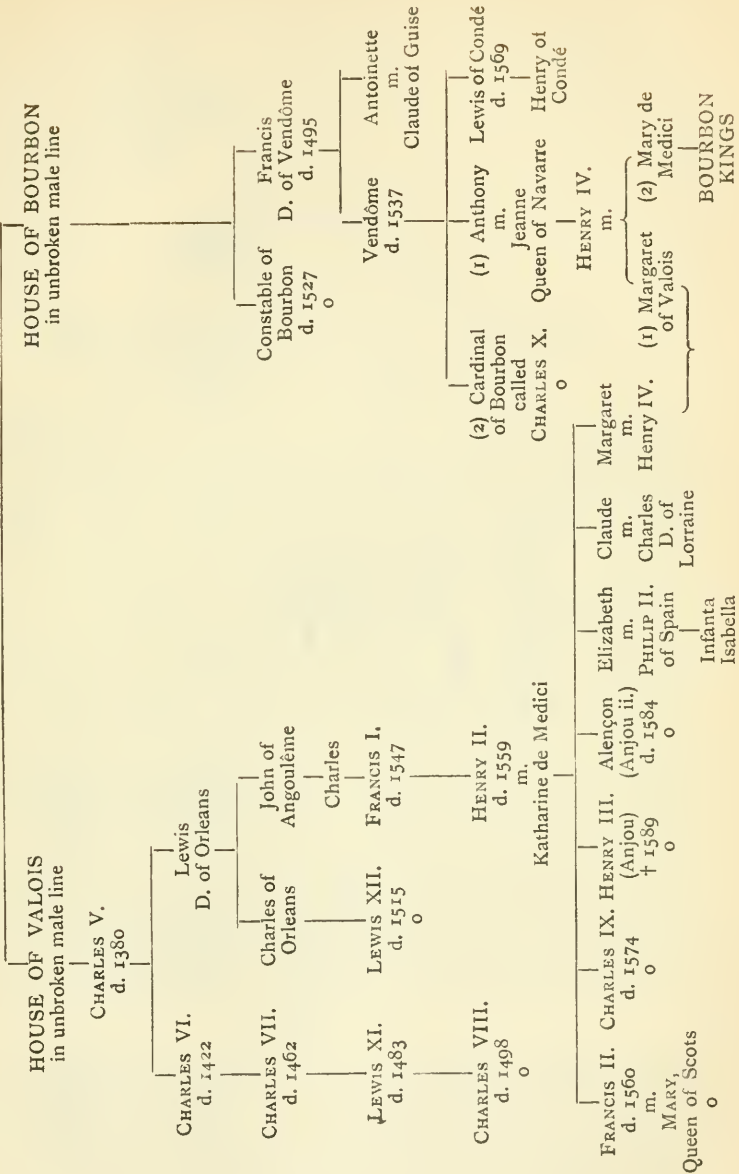 HOUSE OF VALOIS
in unbroken male line
CHARLES V.
d. 1380
CHARLES VI.
d. 1422
Lewis
D. of Orleans
CHARLES VII.
d. 1462
Charles of
Orleans
John of
Angoulême
Charles
LEWIS XI.
d. 1483
LEWIS XII.
d. 1515
o
FRANCIS I.
d. 1547
CHARLES VIII.
d. 1498
o
HENRY II.
d. 1559
m.
Katharine de Medici
FRANCIS II.
d. 1560
m.
MARY,
Queen of Scots
o
CHARLES IX.
d. 1574
o
HENRY III.
(Anjou)
† 1589
o
Alençon
(Anjou ii.)
d. 1584
o
Elizabeth
m.
PHILIP II.
of Spain
Infanta
Isabella
Claude
m.
Charles
D. of
Lorraine
Margaret
m.
Henry IV.
HOUSE OF BOURBON
in unbroken male line
Constable of
Bourbon
d. 1527
o
Francis
D. of Vendôme
d. 1495
Vendôme
d. 1537
Antoinette
m.
Claude of Guise
(2) Cardinal
of Bourbon
called
CHARLES X.
o
(1) Anthony
m.
Jeanne
Queen of Navarre
Lewis of Condé
d. 1569
Henry of
Condé
HENRY IV.
m.
(1) Margaret
of Valois
(2) Mary de
Medici
BOURBON
KINGS